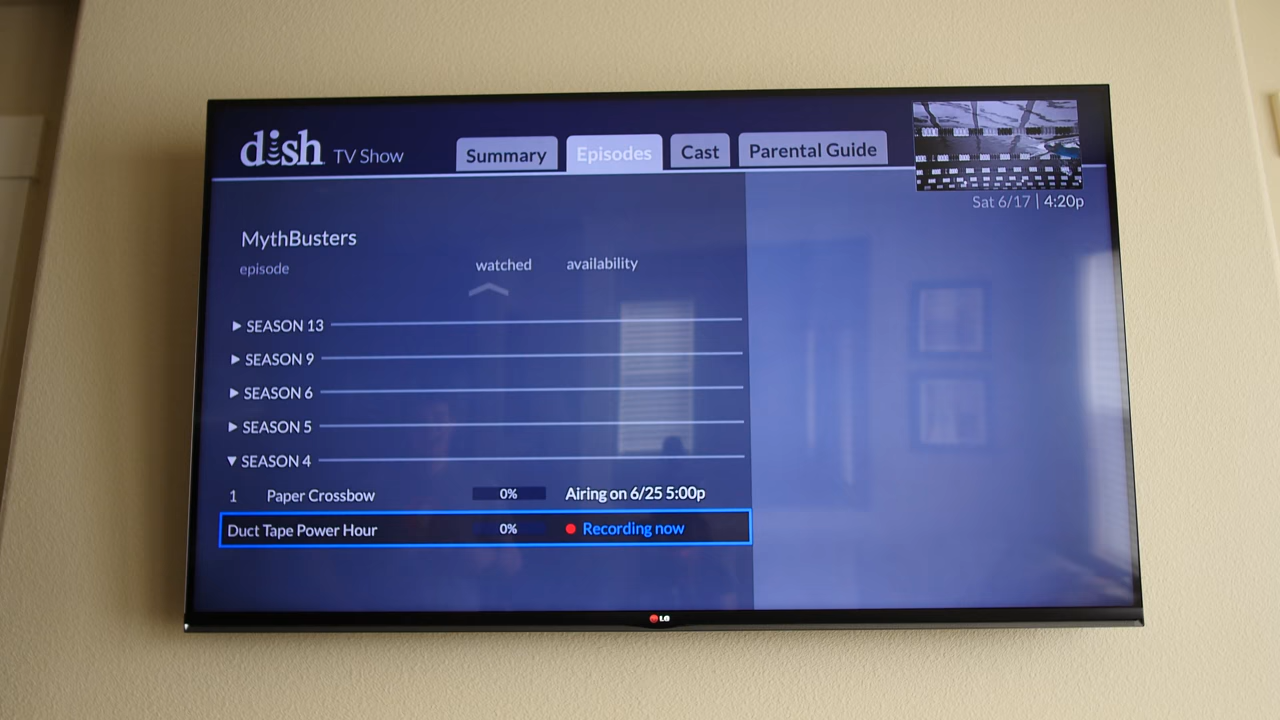 dish TV Show
Summary Episodes Cast Parental Guide
Sat 6/17 | 4:20p
MythBusters
episode watched availability
SEASON 13
SEASON 9
SEASON 6
SEASON 5
SEASON 4
1 Paper Crossbow 0% Airing on 6/25 5:00p
Duct Tape Power Hour 0% Recording now
LG